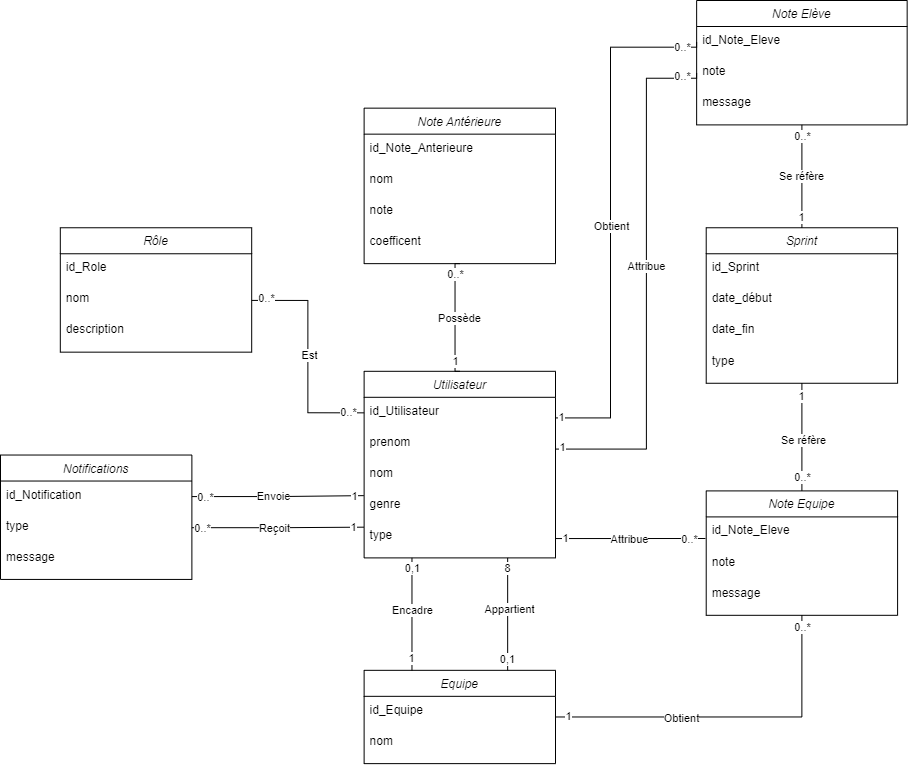 Note Elève
id_Note_Eleve
note
message
0..*
0..*
0..*
Se réfère
1
Obtient
Attribue
Note Antérieure
id_Note_Anterieure
nom
note
coefficent
0..*
Possède
1
Rôle
id_Role
nom
description
0..*
Est
0..*
Sprint
id_Sprint
date_début
date_fin
type
1
Se réfère
0..*
Utilisateur
id_Utilisateur
prenom
nom
genre
type
1
1
Notifications
id_Notification
type
message
0..*
Envoie
1
0..*
Reçoit
1
1
Attribue
0..*
Note Equipe
id_Note_Eleve
note
message
0..*
0,1
Encadre
1
8
Appartient
0,1
Equipe
id_Equipe
nom
1
Obtient